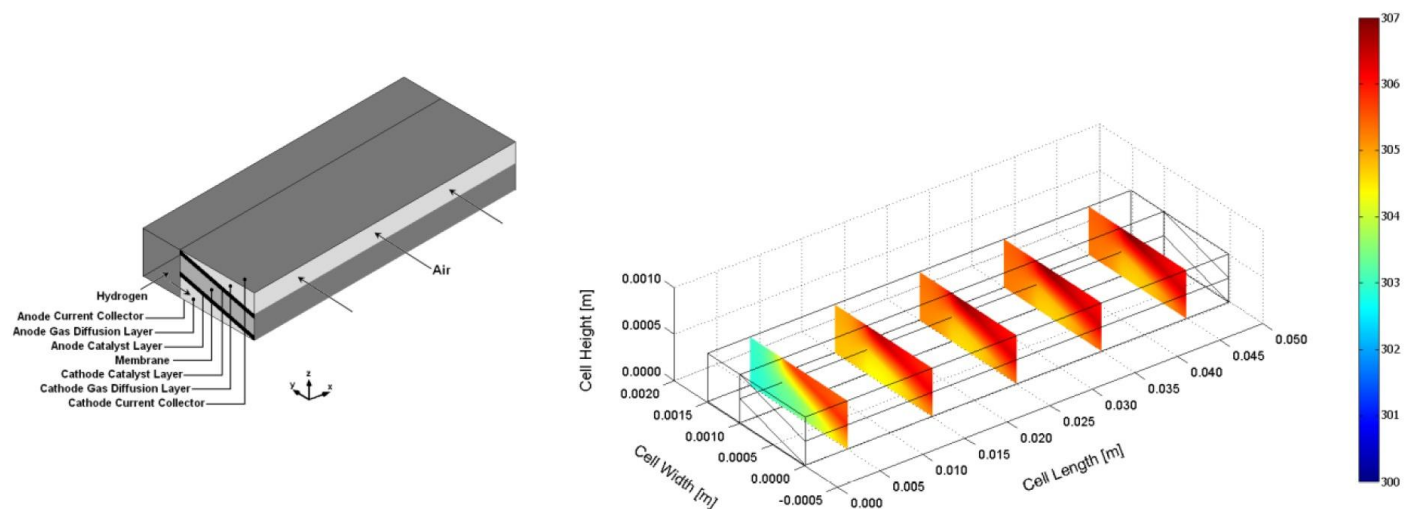 Air
Hydrogen
Anode Current Collector
Anode Gas Diffusion Layer
Anode Catalyst Layer
Membrane
Cathode Catalyst Layer
Cathode Gas Diffusion Layer
Cathode Current Collector
z
y
x
Cell Height [m]
0.0010
0.0005
0.0000
0.0020
0.0015
0.0010
0.0005
0.0000
-0.0005
Cell Width [m]
0.000
0.005
0.010
0.015
0.020
0.025
0.030
0.035
0.040
0.045
0.050
Cell Length [m]
307
306
305
304
303
302
301
300